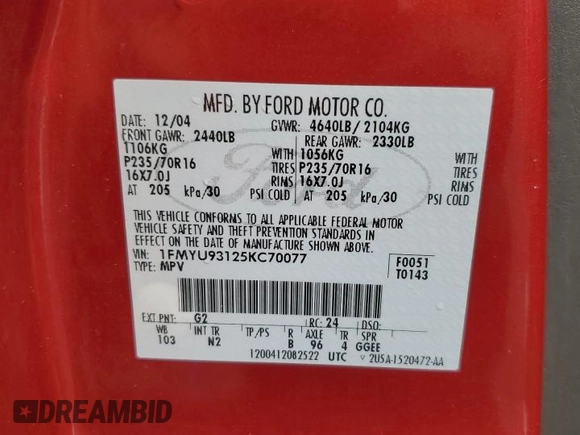 MFD. BY FORD MOTOR CO.
DATE: 12/04 GVWR: 4640LB/ 2104KG
FRONT GAWR: 2440LB REAR GAWR: 2330LB
1106KG WITH 1056KG WITH
P235/70R16 TIRES P235/70R16 TIRES
16X7.0J RIMS 16X7.0J RIMS
AT 205 kPa/30 PSI COLD AT 205 kPa/30 PSI COLD
Ford
THIS VEHICLE CONFORMS TO ALL APPLICABLE FEDERAL MOTOR
VEHICLE SAFETY AND THEFT PREVENTION STANDARDS IN
EFFECT ON THE DATE OF MANUFACTURE SHOWN ABOVE.
VIN: 1FMYU93125KC70077 F0051
TYPE: MPV T0143
EXT PNT: G2 RC: 24 DSO:
WB INT TR TP/PS R AXLE TR SPR
103 N2 B 96 4 GGEE
1200412082522 UTC 2U5A-1520472-AA
DREAMBID